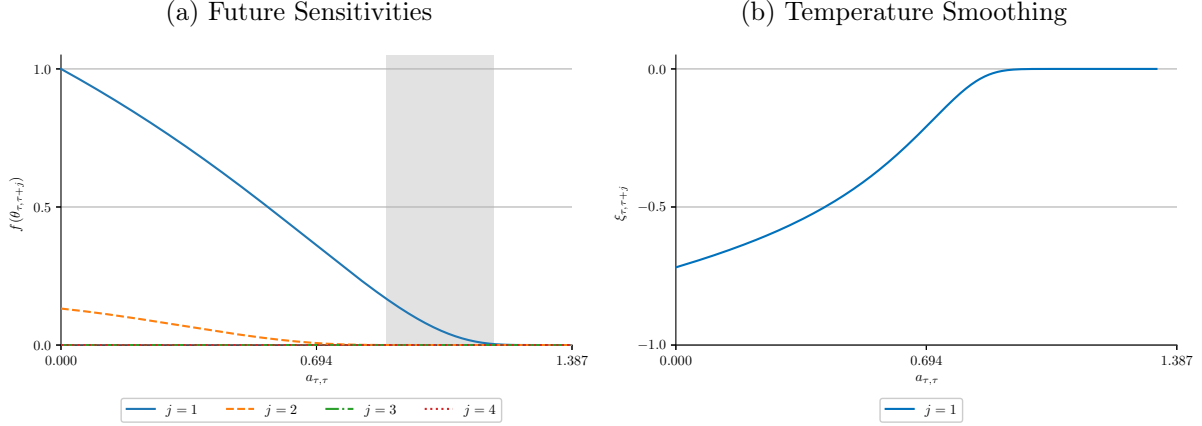 (a) Future Sensitivities
1.0
0.5
0.0
f(θτ,τ+j)
0.000
0.694
1.387
aτ,τ
j = 1
j = 2
j = 3
j = 4
(b) Temperature Smoothing
0.0
−0.5
−1.0
ξτ,τ+j
0.000
0.694
1.387
aτ,τ
j = 1